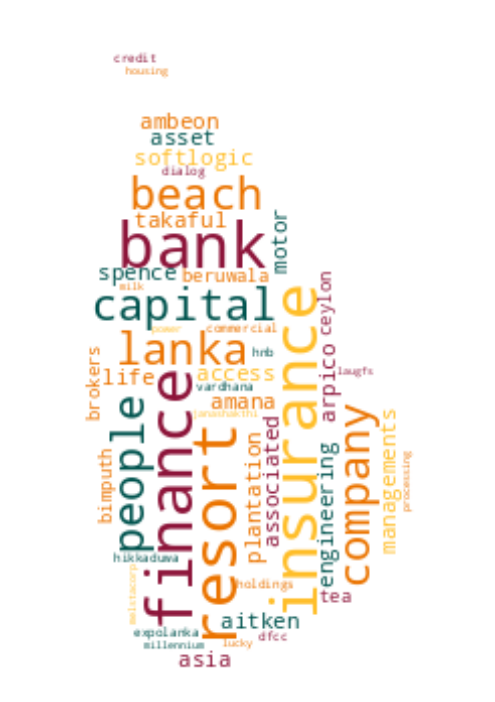 credit
housing
ambeon
asset
softlogic
dialog
beach
takaful
bank
motor
spence
beruwala
milk
capital
insurance
ceylon
power
commercial
lanka
hnb
brokers
life
access
laugfs
vardhana
arpico
finance
people
amana
janashakthi
company
resort
plantation
associated
managements
engineering
bimputh
processing
hikkaduwa
melstacorp
holdings
tea
aitken
expolanka
dfcc
millennium
lucky
asia